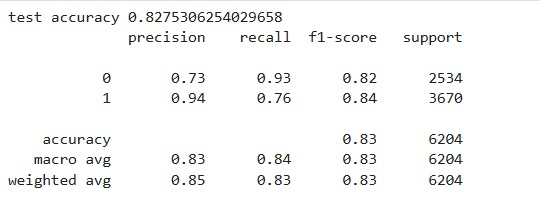 test accuracy 0.8275306254029658
precision recall f1-score support
0 0.73 0.93 0.82 2534
1 0.94 0.76 0.84 3670
accuracy 0.83 6204
macro avg 0.83 0.84 0.83 6204
weighted avg 0.85 0.83 0.83 6204